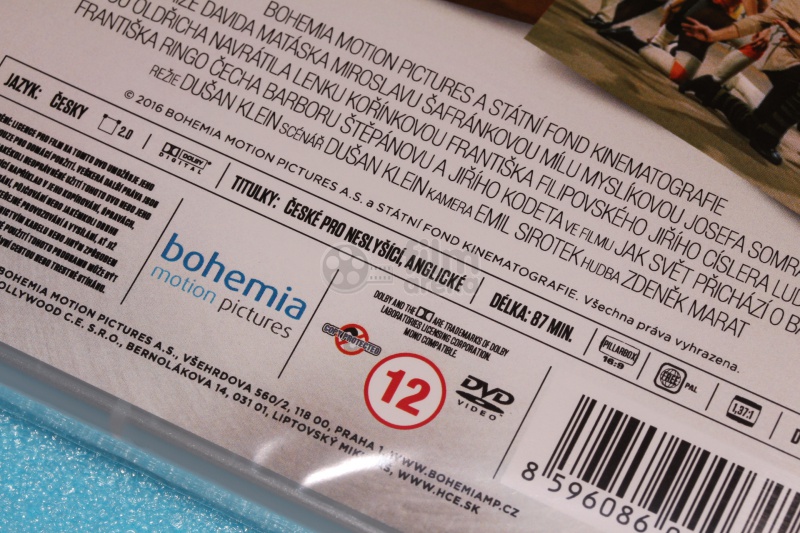 BOHEMIA MOTION PICTURES A STÁTNÍ FOND KINEMATOGRAFIE
DAVIDA MATÁSKA MIROSLAVU ŠAFRÁNKOVOU MÍLU MYSLÍKOVOU JOSEFA
OLDŘICHA NAVRÁTILA LENKU KOŘÍNKOVOU FRANTIŠKA FILIPOVSKÉHO JIŘÍHO CÍSLERA
FRANTIŠKA RINGO ČECHA BARBORU ŠTĚPÁNOVU A JIŘÍHO KODETA VE FILMU JAK SVĚT PŘICHÁZÍ O
REŽIE DUŠAN KLEIN SCÉNÁŘ DUŠAN KLEIN KAMERA EMIL SIROTEK HUDBA ZDENĚK MARAT
© 2016 BOHEMIA MOTION PICTURES A.S. a STÁTNÍ FOND KINEMATOGRAFIE. Všechna práva vyhrazena.
JAZYK: ČESKY
2.0
DOLBY
DIGITAL
TITULKY: ČESKÉ PRO NESLYŠÍCÍ, ANGLICKÉ
DÉLKA: 87 MIN.
PILLARBOX
16:9
FREE
PAL
1,37:1
bohemia
motion pictures
film
arena
DOLBY AND THE ARE TRADEMARKS OF DOLBY
LABORATORIES LICENSING CORPORATION.
MONO COMPATIBLE.
COPY PROTECTED
12
DVD
VIDEO
BOHEMIA MOTION PICTURES A.S., VŠEHRDOVA 560/2, 118 00, PRAHA 1, WWW.BOHEMIAMP.CZ
HOLLYWOOD C.E. S.R.O., BERNOLÁKOVA 14, 031 01, LIPTOVSKÝ WWW.HCE.SK
8 596086